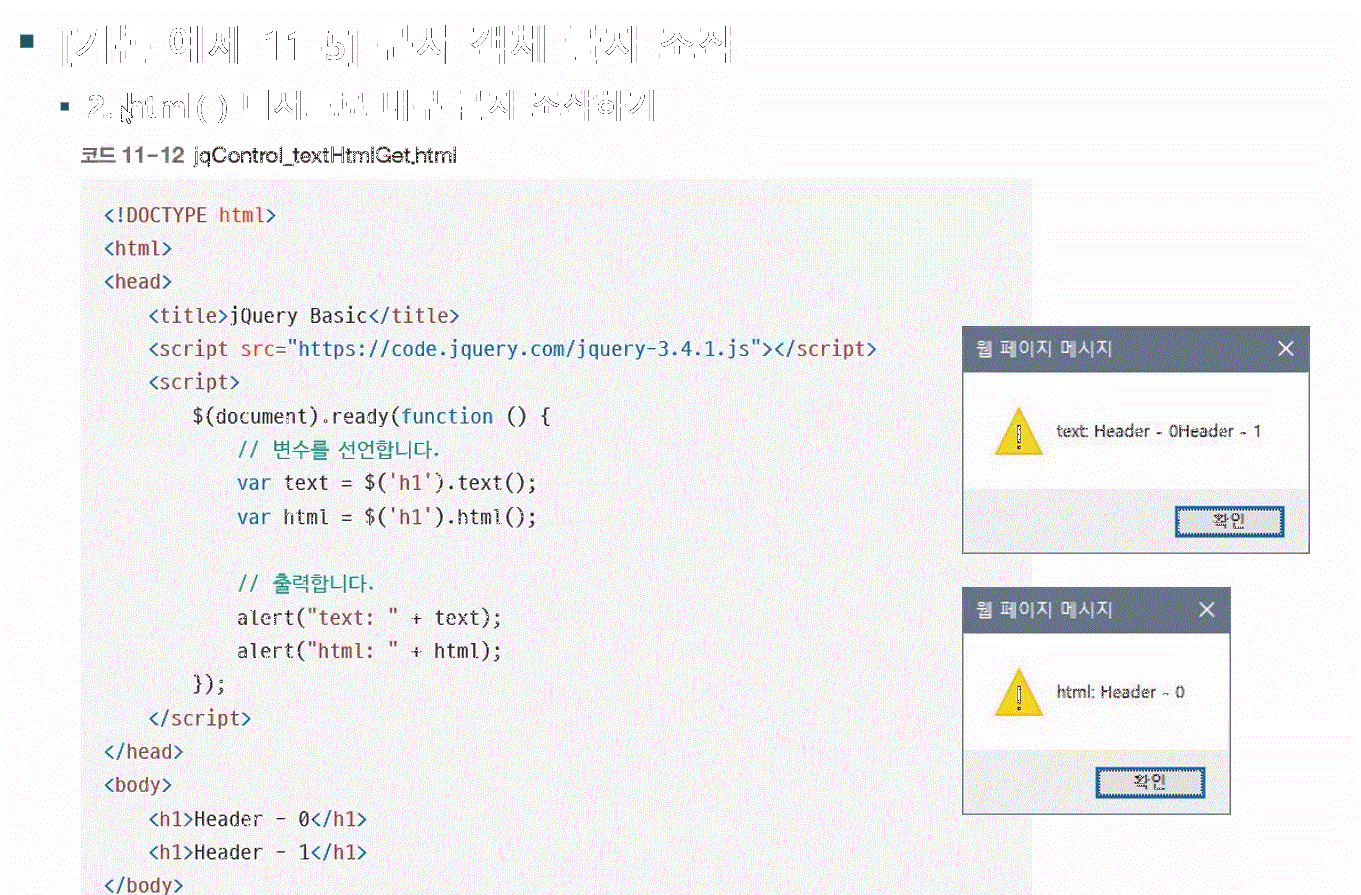 코드 11-12 jqControl_textHtmlGet.html
<!DOCTYPE html>
<html>
<head>
<title>jQuery Basic</title>
<script src="https://code.jquery.com/jquery-3.4.1.js"></script>
<script>
$(document).ready(function () {
// 변수를 선언합니다.
var text = $('h1').text();
var html = $('h1').html();
// 출력합니다.
alert("text: " + text);
alert("html: " + html);
});
</script>
</head>
<body>
<h1>Header - 0</h1>
<h1>Header - 1</h1>
</body>
웹 페이지 메시지
text: Header - 0Header - 1
확인
웹 페이지 메시지
html: Header - 0
확인